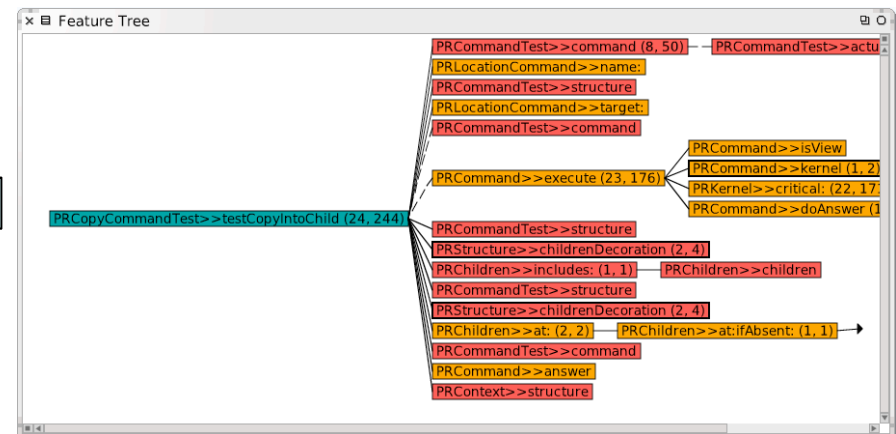 Feature Tree
PRCommandTest>>command (8, 50) PRCommandTest>>actu
PRLocationCommand>>name:
PRCommandTest>>structure
PRLocationCommand>>target:
PRCommandTest>>command
PRCommand>>isView
PRCommand>>kernel (1, 2)
PRCommand>>execute (23, 176)
PRKernel>>critical: (22, 171
PRCommand>>doAnswer (1
PRCopyCommandTest>>testCopyIntoChild (24, 244)
PRCommandTest>>structure
PRStructure>>childrenDecoration (2, 4)
PRChildren>>includes: (1, 1) PRChildren>>children
PRCommandTest>>structure
PRStructure>>childrenDecoration (2, 4)
PRChildren>>at: (2, 2) PRChildren>>at:ifAbsent: (1, 1)
PRCommandTest>>command
PRCommand>>answer
PRContext>>structure